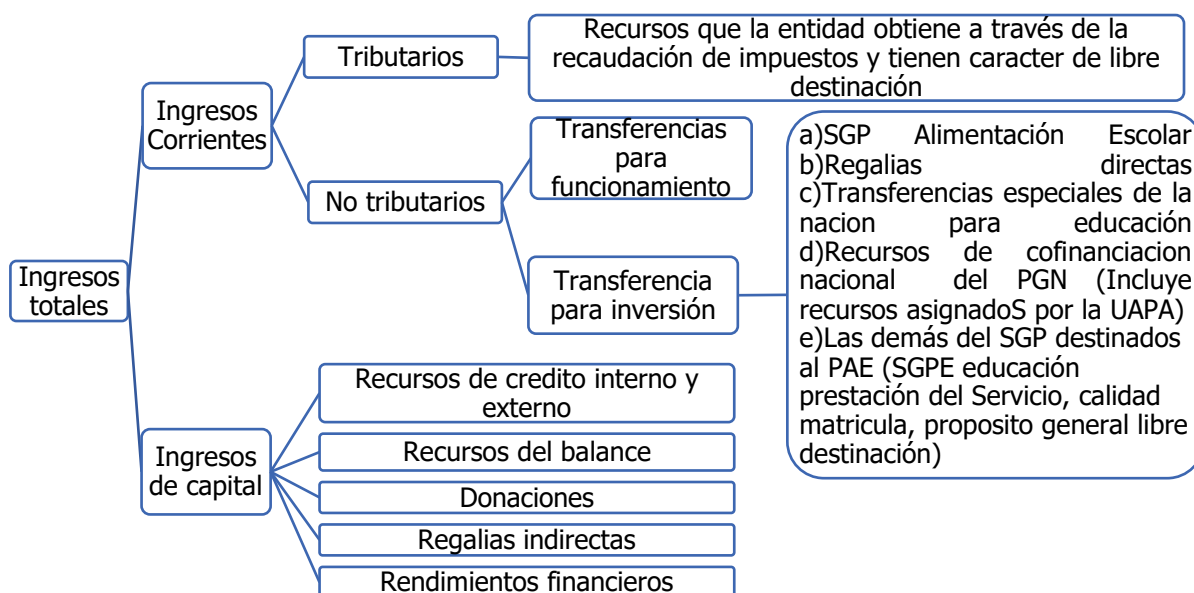 Recursos que la entidad obtiene a través de la
recaudación de impuestos y tienen caracter de libre
destinación
Tributarios
Ingresos
Corrientes
Transferencias
para
funcionamiento
No tributarios
Transferencia
para inversión
a)SGP Alimentación Escolar
b)Regalias directas
c)Transferencias especiales de la
nacion para educación
d)Recursos de cofinanciacion
nacional del PGN (Incluye
recursos asignadoS por la UAPA)
e)Las demás del SGP destinados
al PAE (SGPE educación
prestación del Servicio, calidad
matricula, proposito general libre
destinación)
Ingresos
totales
Recursos de credito interno y
externo
Recursos del balance
Ingresos
de capital
Donaciones
Regalias indirectas
Rendimientos financieros